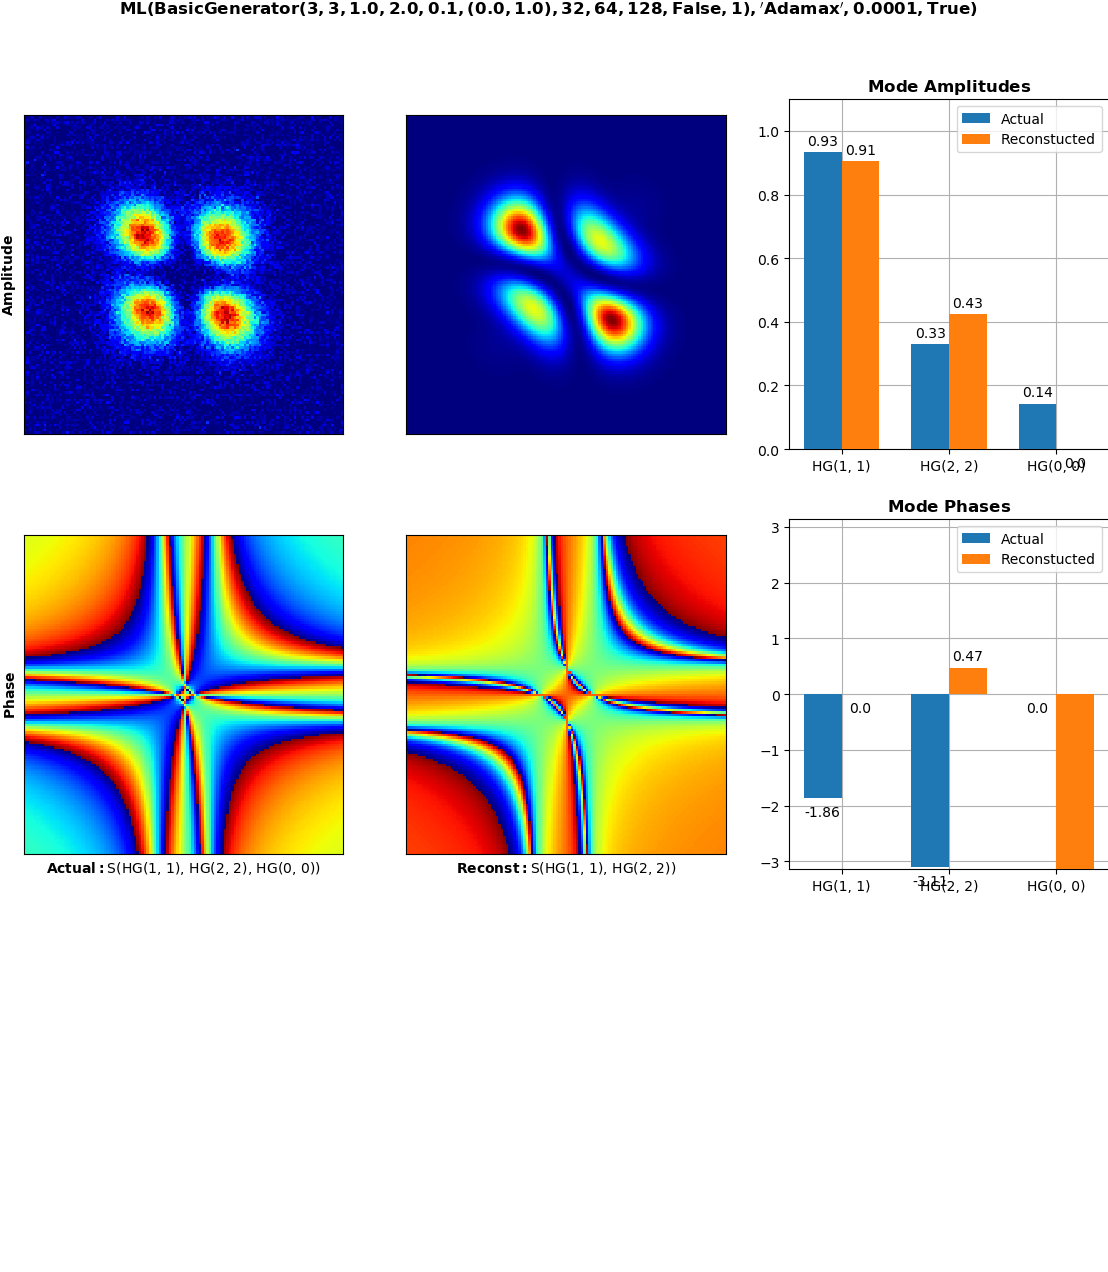 ML(BasicGenerator(3, 3, 1.0, 2.0, 0.1, (0.0, 1.0), 32, 64, 128, False, 1), 'Adamax', 0.0001, True)
Amplitude
Mode Amplitudes
Actual
Reconstucted
1.0
0.8
0.6
0.4
0.2
0.0
0.93
0.91
0.33
0.43
0.14
0.0
HG(1, 1)
HG(2, 2)
HG(0, 0)
Phase
Actual: S(HG(1, 1), HG(2, 2), HG(0, 0))
Reconst: S(HG(1, 1), HG(2, 2))
Mode Phases
Actual
Reconstucted
3
2
1
0
−1
−2
−3
-1.86
0.0
-3.11
0.47
0.0
HG(1, 1)
HG(2, 2)
HG(0, 0)